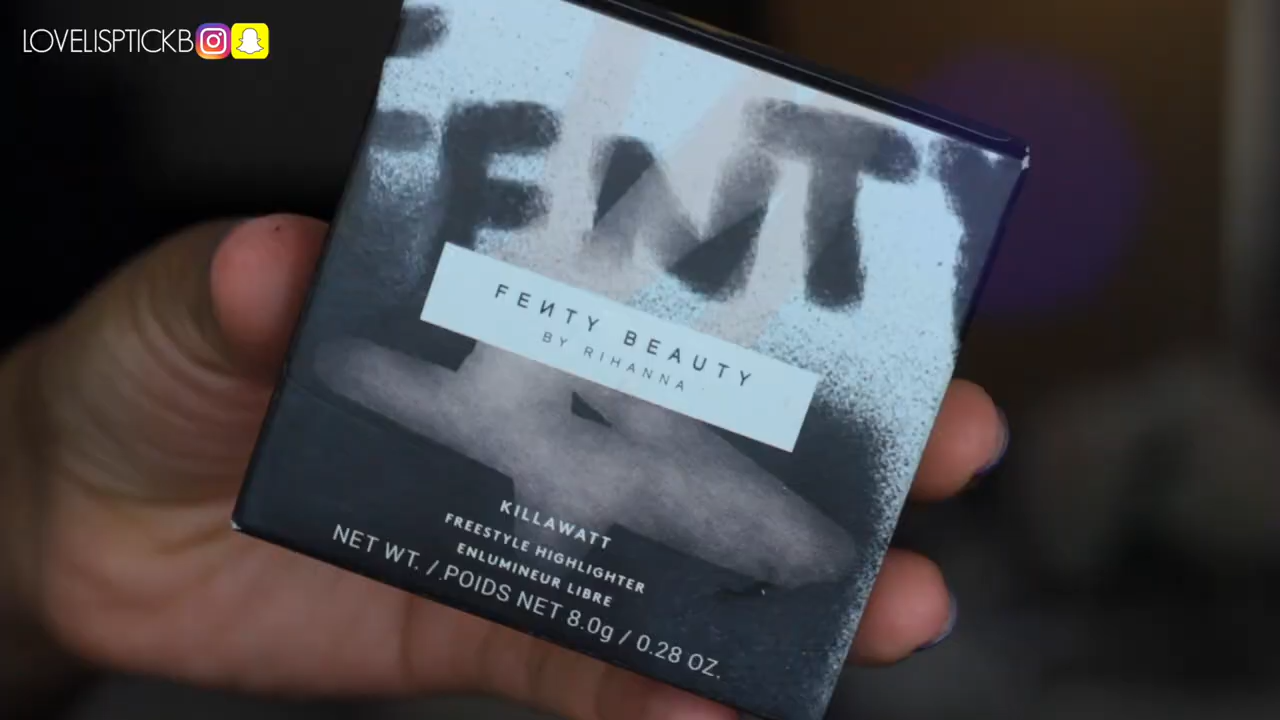 LOVELISPTICKB
FENT
FENTY BEAUTY
BY RIHANNA
KILLAWATT
FREESTYLE HIGHLIGHTER
ENLUMINEUR LIBRE
NET WT. / POIDS NET 8.0g / 0.28 OZ.